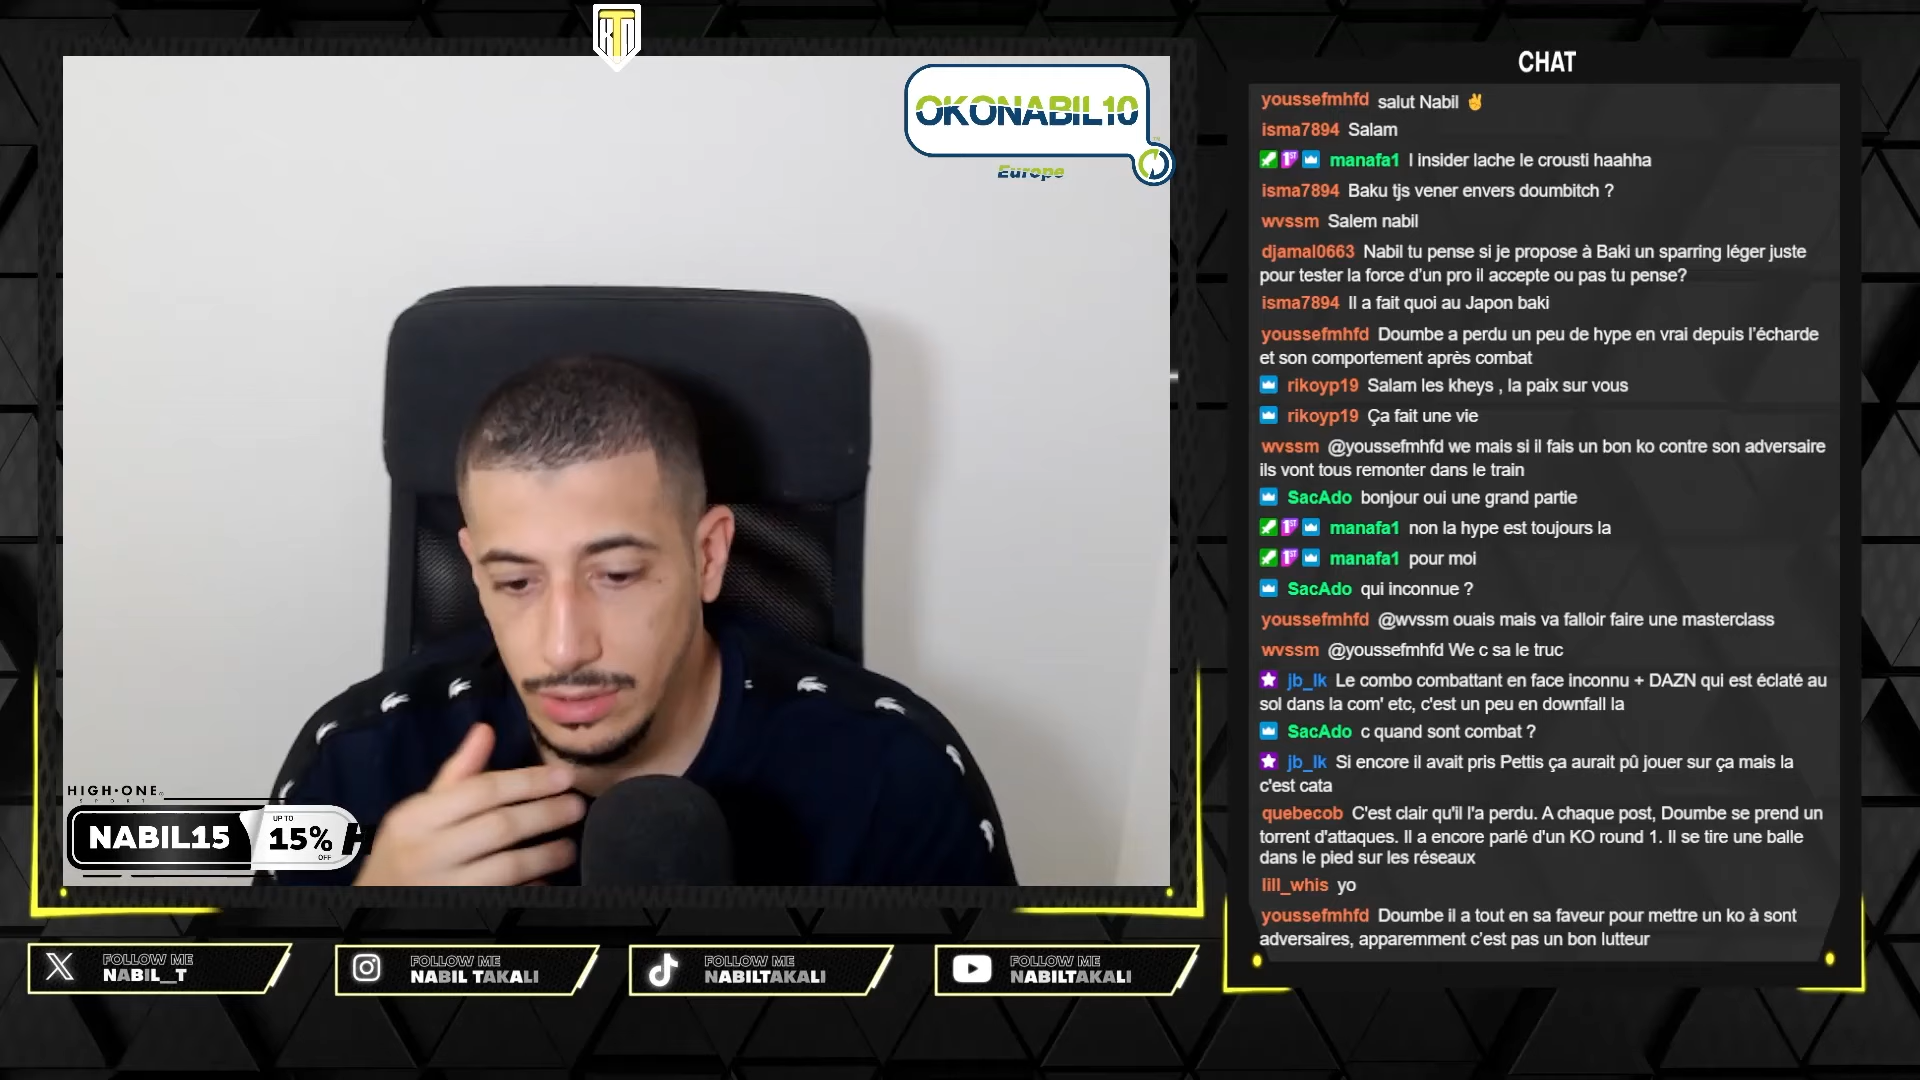 KTN
OKONABIL10
Europe
HIGH·ONE
SPORT
NABIL15
UP TO
15%
OFF
FOLLOW ME
NABIL__T
FOLLOW ME
NABIL TAKALI
FOLLOW ME
NABILTAKALI
FOLLOW ME
NABILTAKALI
CHAT
youssefmhfd salut Nabil ✌
isma7894 Salam
1ST manafa1 l insider lache le crousti haahha
isma7894 Baku tjs vener envers doumbitch ?
wvssm Salem nabil
djamal0663 Nabil tu pense si je propose à Baki un sparring léger juste
pour tester la force d’un pro il accepte ou pas tu pense?
isma7894 Il a fait quoi au Japon baki
youssefmhfd Doumbe a perdu un peu de hype en vrai depuis l’écharde
et son comportement après combat
rikoyp19 Salam les kheys , la paix sur vous
rikoyp19 Ça fait une vie
wvssm @youssefmhfd we mais si il fais un bon ko contre son adversaire
ils vont tous remonter dans le train
SacAdo bonjour oui une grand partie
1ST manafa1 non la hype est toujours la
1ST manafa1 pour moi
SacAdo qui inconnue ?
youssefmhfd @wvssm ouais mais va falloir faire une masterclass
wvssm @youssefmhfd We c sa le truc
jb_lk Le combo combattant en face inconnu + DAZN qui est éclaté au
sol dans la com' etc, c'est un peu en downfall la
SacAdo c quand sont combat ?
jb_lk Si encore il avait pris Pettis ça aurait pû jouer sur ça mais la
c'est cata
quebecob C'est clair qu'il l'a perdu. A chaque post, Doumbe se prend un
torrent d'attaques. Il a encore parlé d'un KO round 1. Il se tire une balle
dans le pied sur les réseaux
lill_whis yo
youssefmhfd Doumbe il a tout en sa faveur pour mettre un ko à sont
adversaires, apparemment c’est pas un bon lutteur